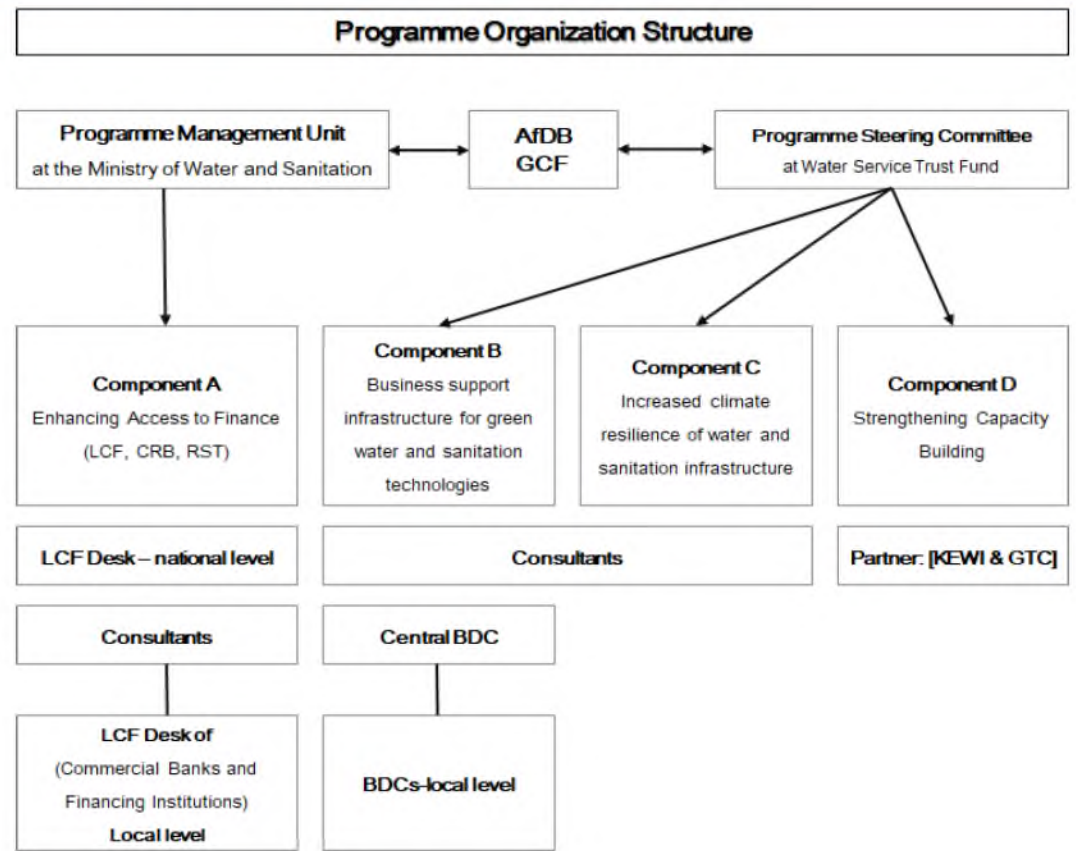 Programme Organization Structure
Programme Management Unit
at the Ministry of Water and Sanitation
AfDB
GCF
Programme Steering Committee
at Water Service Trust Fund
Component A
Enhancing Access to Finance
(LCF, CRB, RST)
Component B
Business support
infrastructure for green
water and sanitation
technologies
Component C
Increased climate
resilience of water and
sanitation infrastructure
Component D
Strengthening Capacity
Building
LCF Desk – national level
Consultants
Partner: [KEWI & GTC]
Consultants
Central BDC
LCF Desk of
(Commercial Banks and
Financing Institutions)
Local level
BDCs-local level